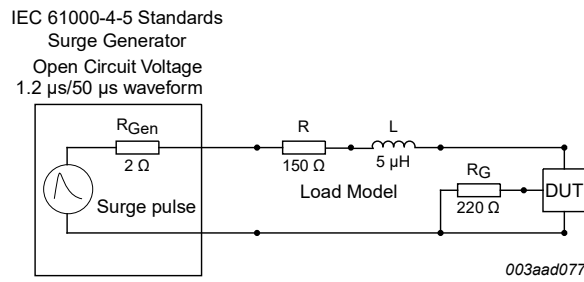 IEC 61000-4-5 Standards
Surge Generator
Open Circuit Voltage
1.2 μs/50 μs waveform
RGen
2 Ω
Surge pulse
R
150 Ω
L
5 μH
Load Model
RG
220 Ω
DUT
003aad077